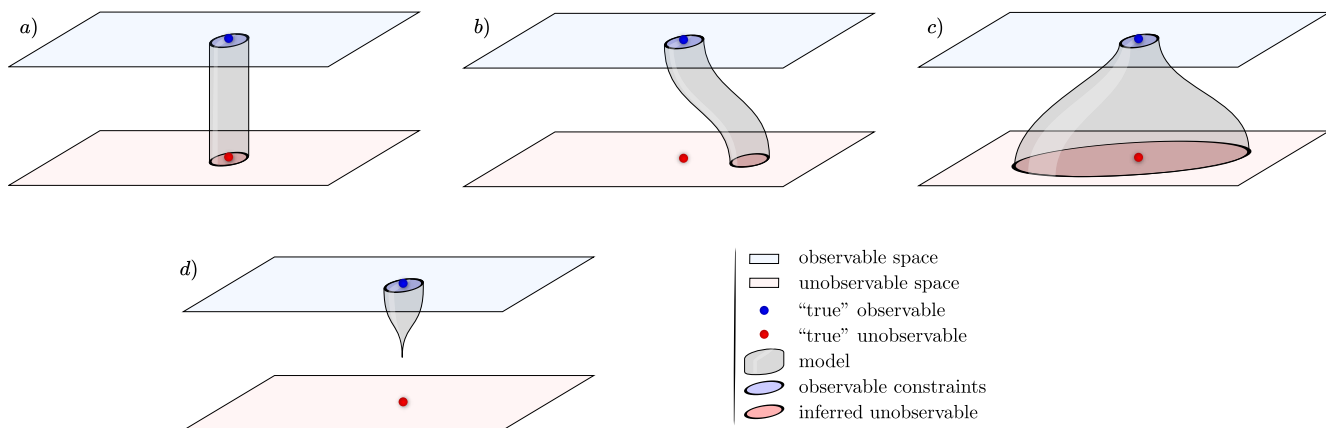 a)
b)
c)
d)
observable space
unobservable space
“true” observable
“true” unobservable
model
observable constraints
inferred unobservable